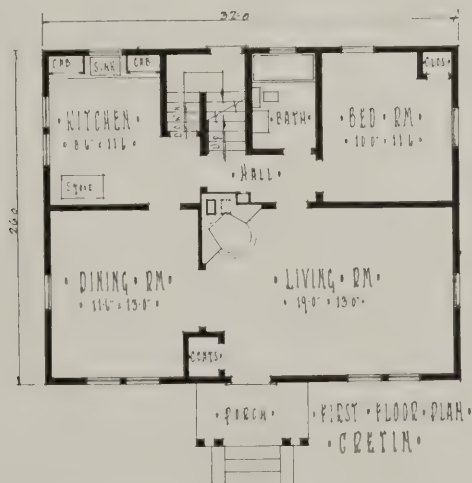 32-0
CAB. SINK CAB. CLOS.
KITCHEN
8-6" × 11-6
DOWN
UP
• BATH •
• BED • RM •
10-0" × 11-6
• HALL •
26-0
• DINING • RM •
11-6" × 13-0"
• LIVING • RM •
19-0" × 13-0"
COATS
• PORCH •
• FIRST • FLOOR • PLAN •
• CRETIN •